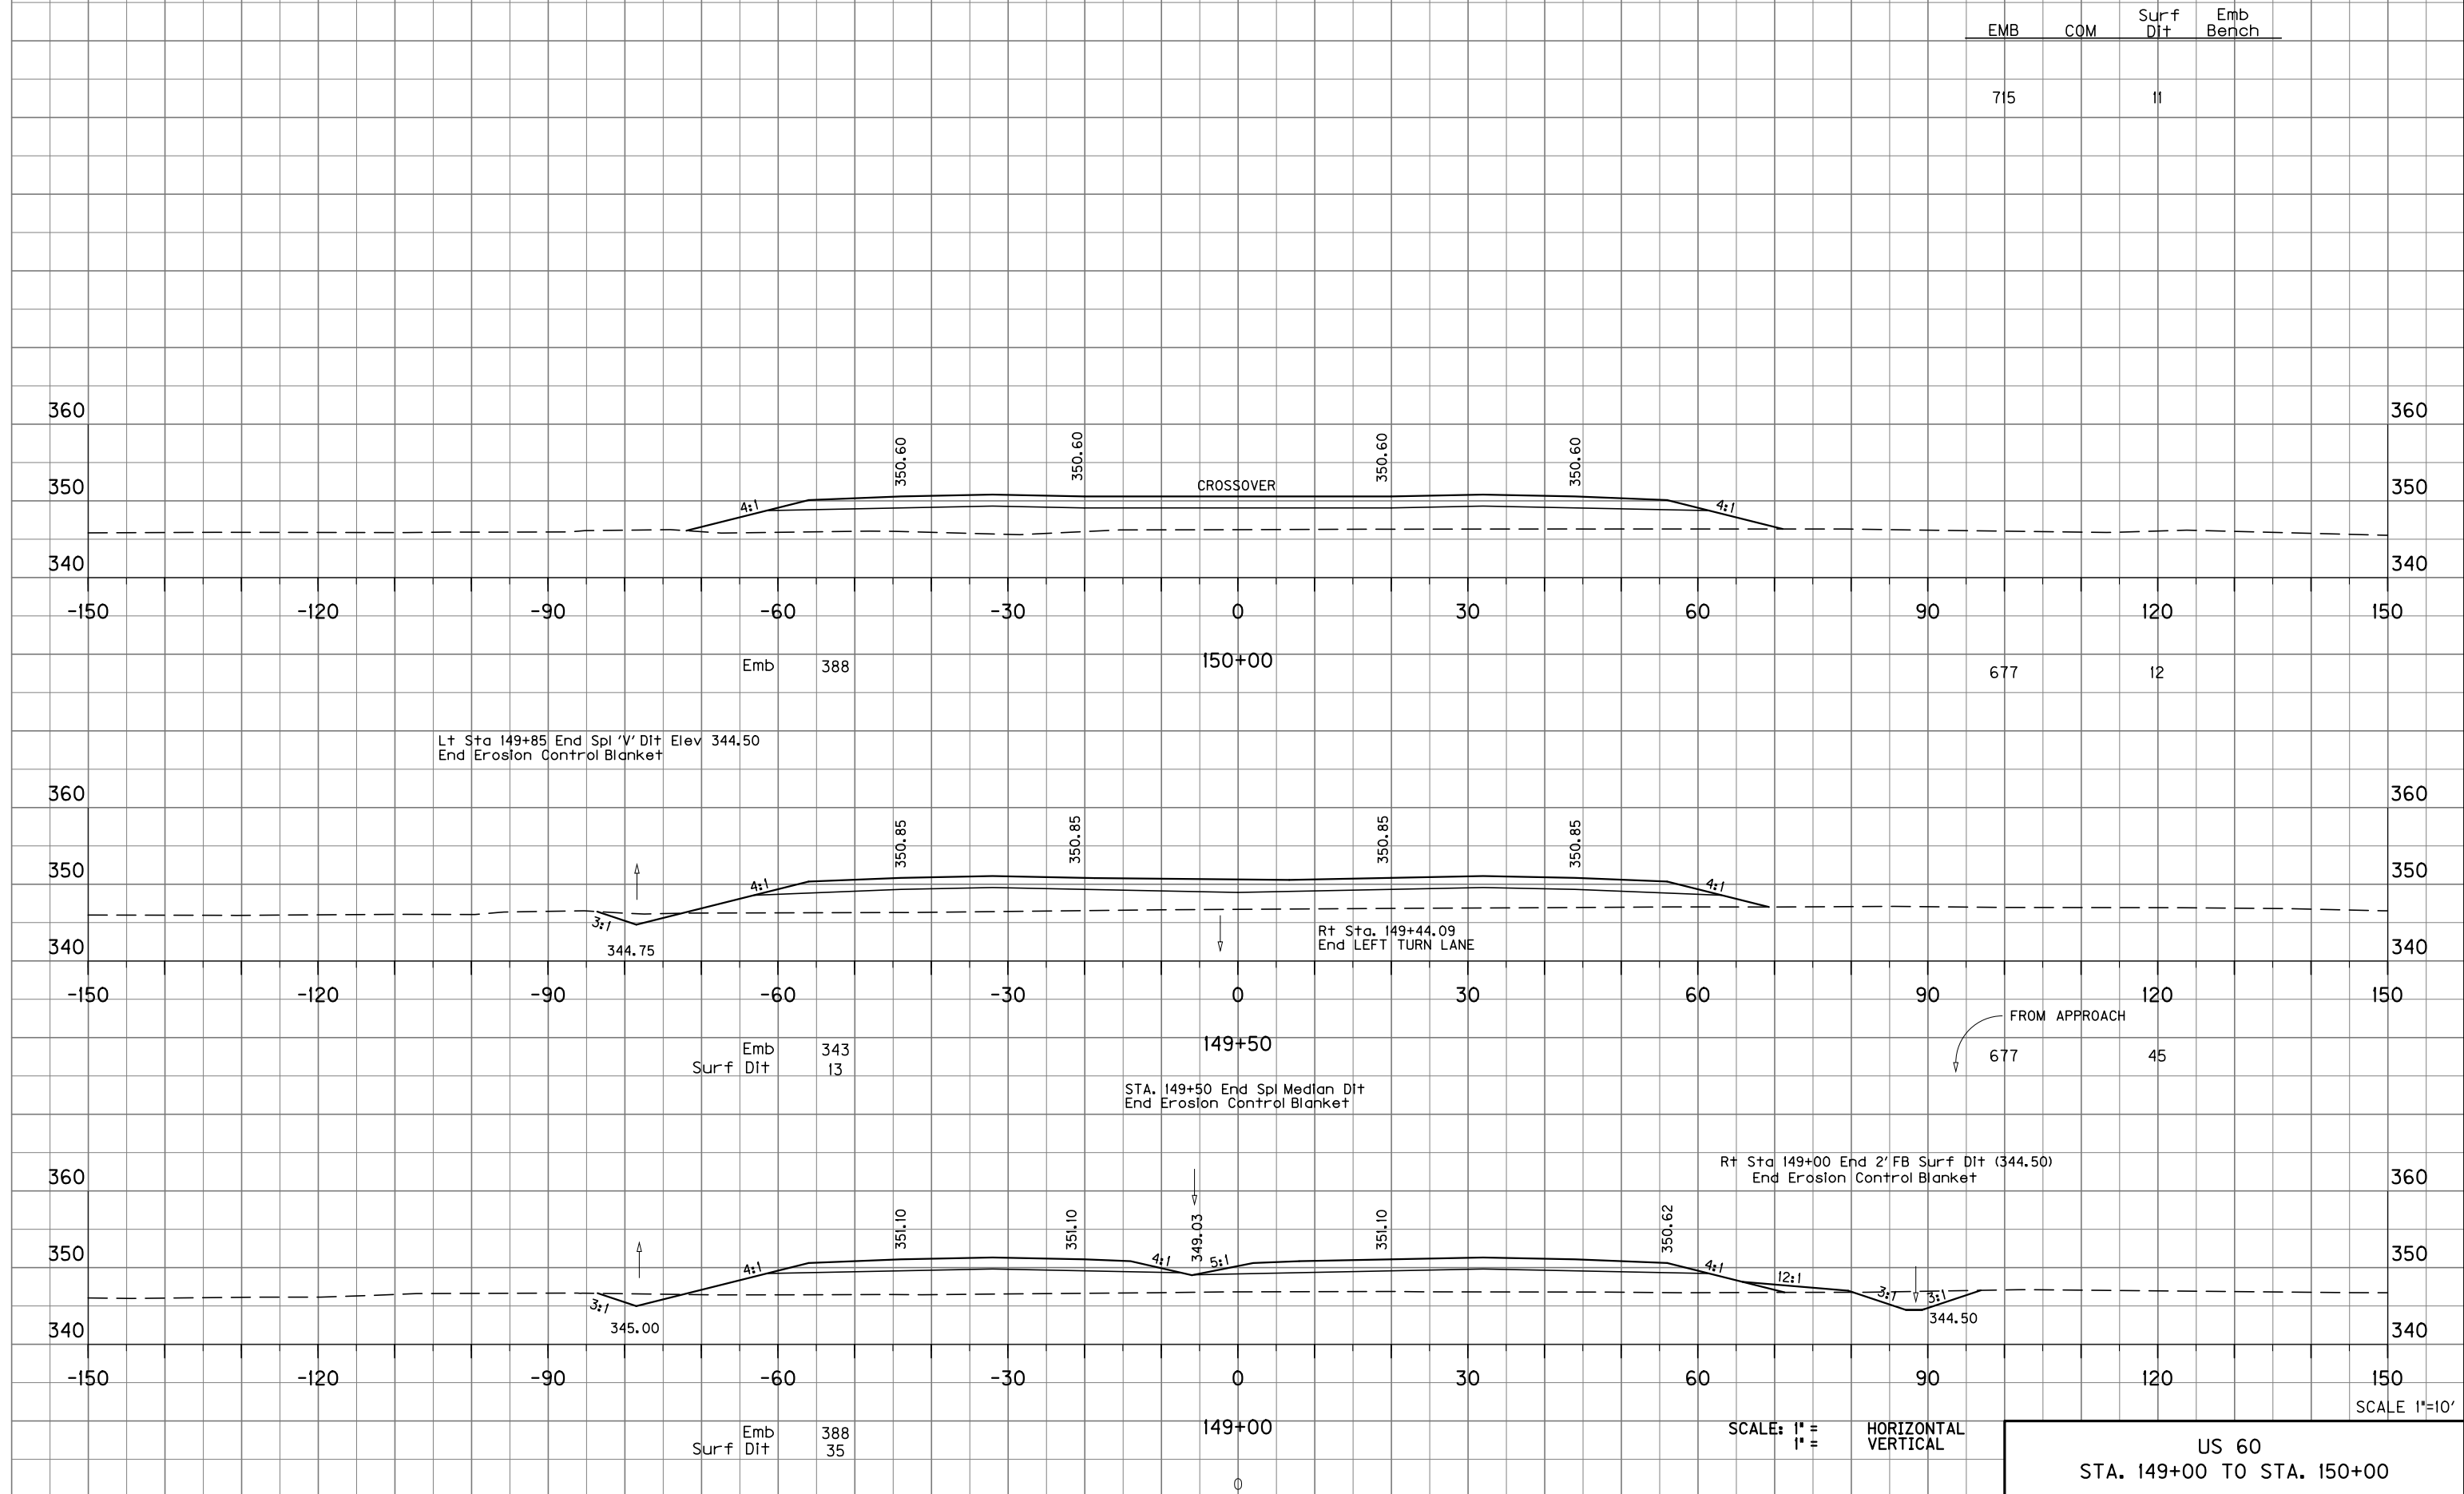 Surf Emb
EMB COM Dit Bench
715 11
360 360
350.60 350.60 350.60 350.60
350 CROSSOVER 350
4:1 4:1
340 340
-150 -120 -90 -60 -30 0 30 60 90 120 150
Emb 388 150+00 677 12
Lt Sta 149+85 End Spl 'V' Dit Elev 344.50
End Erosion Control Blanket
360 360
350.85 350.85 350.85 350.85
350 350
4:1 4:1
3:1
Rt Sta. 149+44.09
End LEFT TURN LANE
340 344.75 340
-150 -120 -90 -60 -30 0 30 60 90 120 150
FROM APPROACH
Emb 343 149+50 677 45
Surf Dit 13
STA. 149+50 End Spl Median Dit
End Erosion Control Blanket
Rt Sta 149+00 End 2' FB Surf Dit (344.50)
End Erosion Control Blanket
360 360
351.10 351.10 349.03 351.10 350.62
350 350
4:1 4:1 5:1 4:1 12:1
3:1 3:1 3:1
345.00 344.50
340 340
-150 -120 -90 -60 -30 0 30 60 90 120 150
SCALE 1"=10'
Emb 388 149+00
Surf Dit 35
SCALE: 1" = HORIZONTAL
1" = VERTICAL
US 60
STA. 149+00 TO STA. 150+00
0